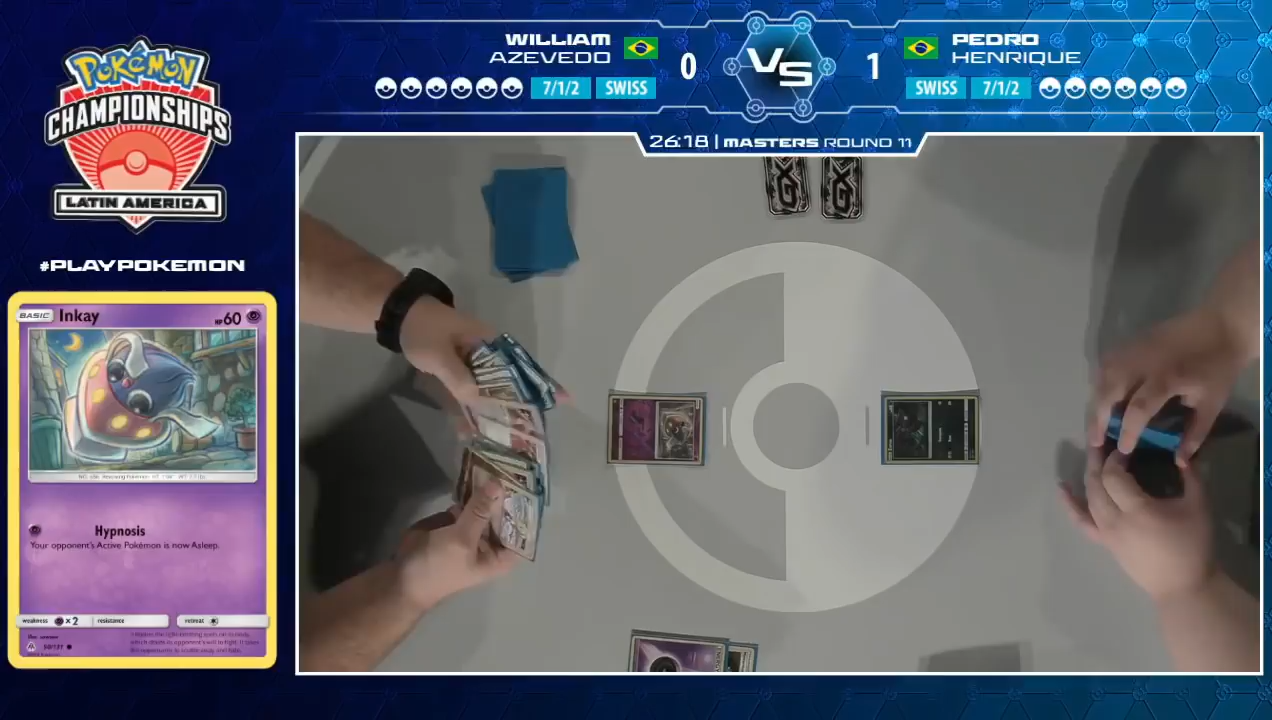 POKÉMON
CHAMPIONSHIPS
LATIN AMERICA
#PLAYPOKEMON
WILLIAM
AZEVEDO
0
VS
1
PEDRO
HENRIQUE
7/1/2
SWISS
SWISS
7/1/2
26:18 | MASTERS ROUND 11
GX
GX
BASIC
Inkay
HP 60
Hypnosis
Your opponent's Active Pokémon is now Asleep.
weakness
×2
resistance
retreat
50/131